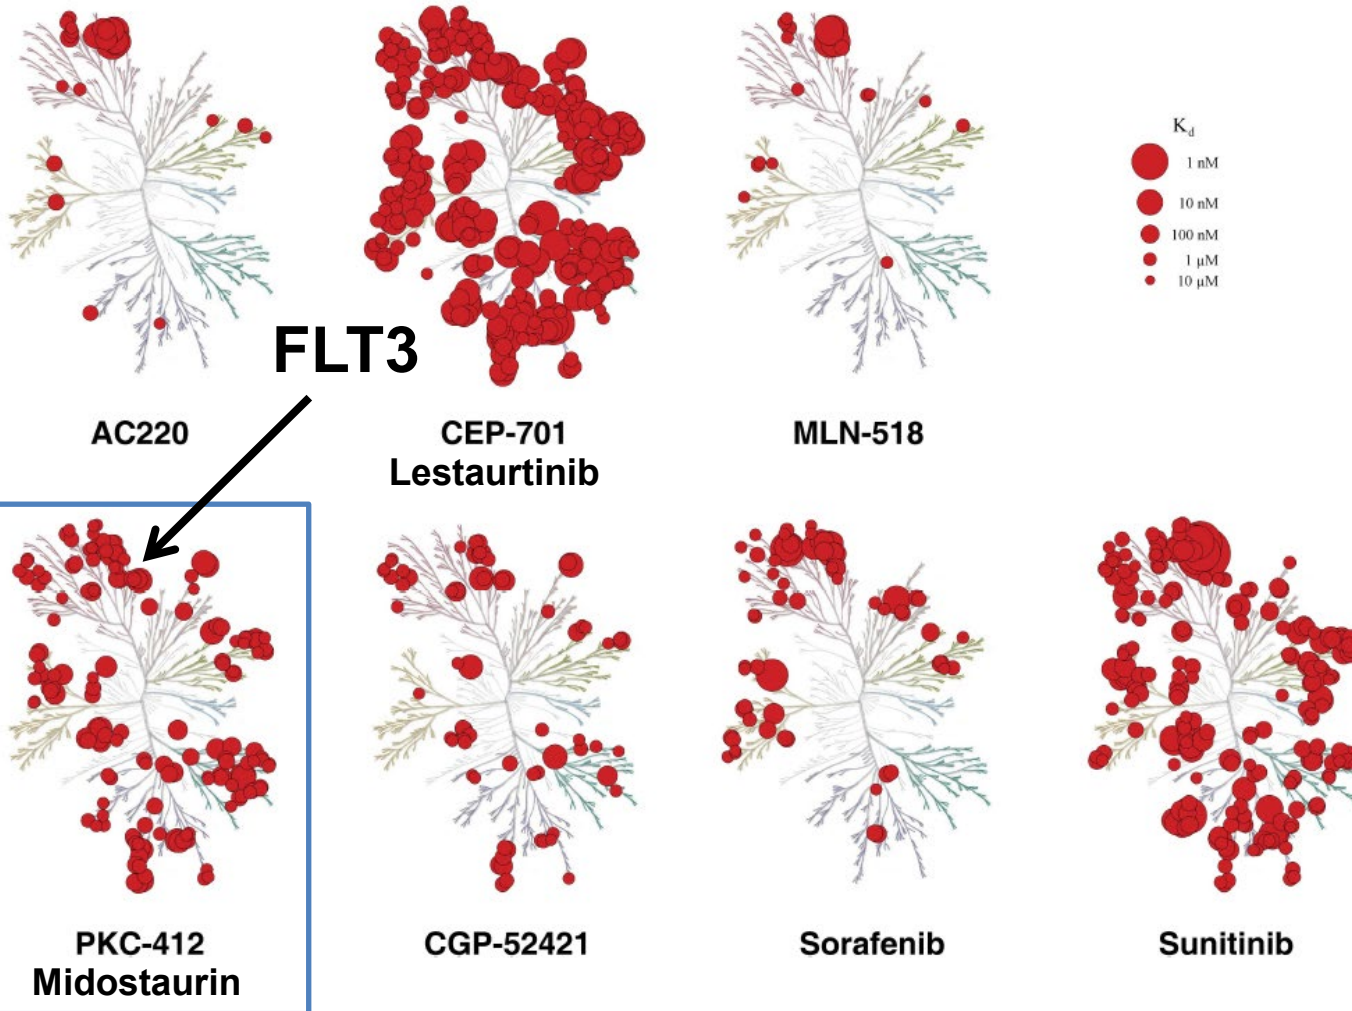 K_d
1 nM
10 nM
100 nM
1 µM
10 µM
FLT3
AC220
CEP-701
Lestaurtinib
MLN-518
PKC-412
Midostaurin
CGP-52421
Sorafenib
Sunitinib